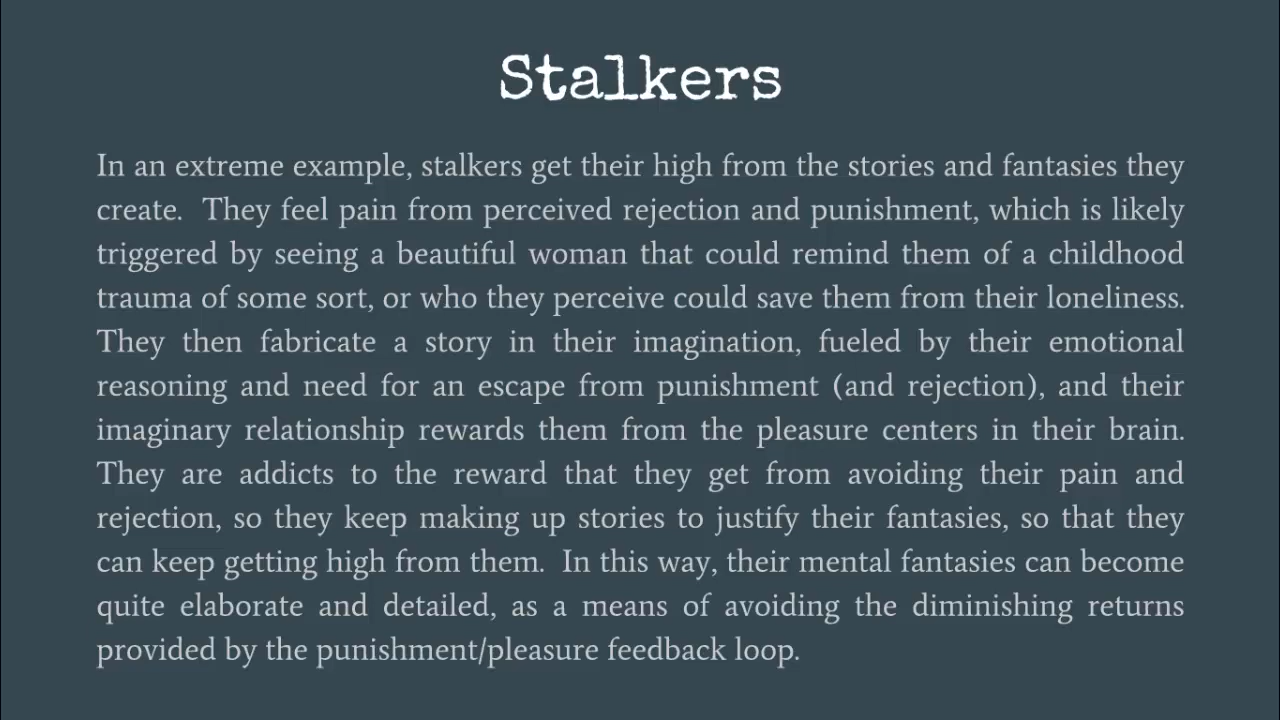 Stalkers
In an extreme example, stalkers get their high from the stories and fantasies they
create.  They feel pain from perceived rejection and punishment, which is likely
triggered by seeing a beautiful woman that could remind them of a childhood
trauma of some sort, or who they perceive could save them from their loneliness.
They then fabricate a story in their imagination, fueled by their emotional
reasoning and need for an escape from punishment (and rejection), and their
imaginary relationship rewards them from the pleasure centers in their brain.
They are addicts to the reward that they get from avoiding their pain and
rejection, so they keep making up stories to justify their fantasies, so that they
can keep getting high from them.  In this way, their mental fantasies can become
quite elaborate and detailed, as a means of avoiding the diminishing returns
provided by the punishment/pleasure feedback loop.